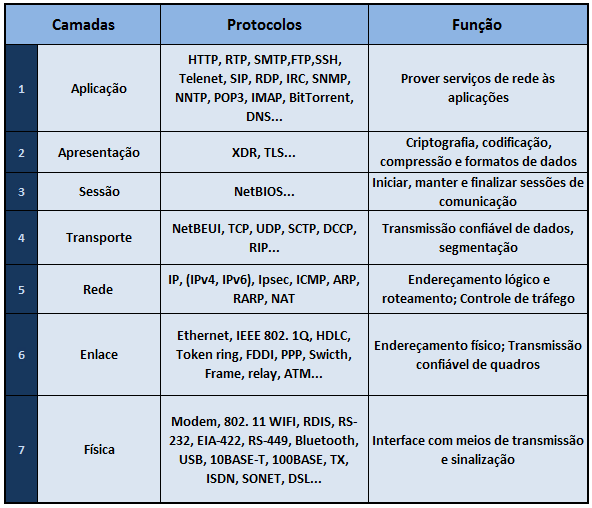 Camadas Protocolos Função
1 Aplicação
HTTP, RTP, SMTP,FTP,SSH,
Telenet, SIP, RDP, IRC, SNMP,
NNTP, POP3, IMAP, BitTorrent,
DNS...
Prover serviços de rede às
aplicações
2 Apresentação
XDR, TLS...
Criptografia, codificação,
compressão e formatos de dados
3 Sessão
NetBIOS...
Iniciar, manter e finalizar sessões de
comunicação
4 Transporte
NetBEUI, TCP, UDP, SCTP, DCCP,
RIP...
Transmissão confiável de dados,
segmentação
5 Rede
IP, (IPv4, IPv6), Ipsec, ICMP, ARP,
RARP, NAT
Endereçamento lógico e
roteamento; Controle de tráfego
6 Enlace
Ethernet, IEEE 802. 1Q, HDLC,
Token ring, FDDI, PPP, Swicth,
Frame, relay, ATM...
Endereçamento físico; Transmissão
confiável de quadros
7 Física
Modem, 802. 11 WIFI, RDIS, RS-
232, EIA-422, RS-449, Bluetooth,
USB, 10BASE-T, 100BASE, TX,
ISDN, SONET, DSL...
Interface com meios de transmissão
e sinalização